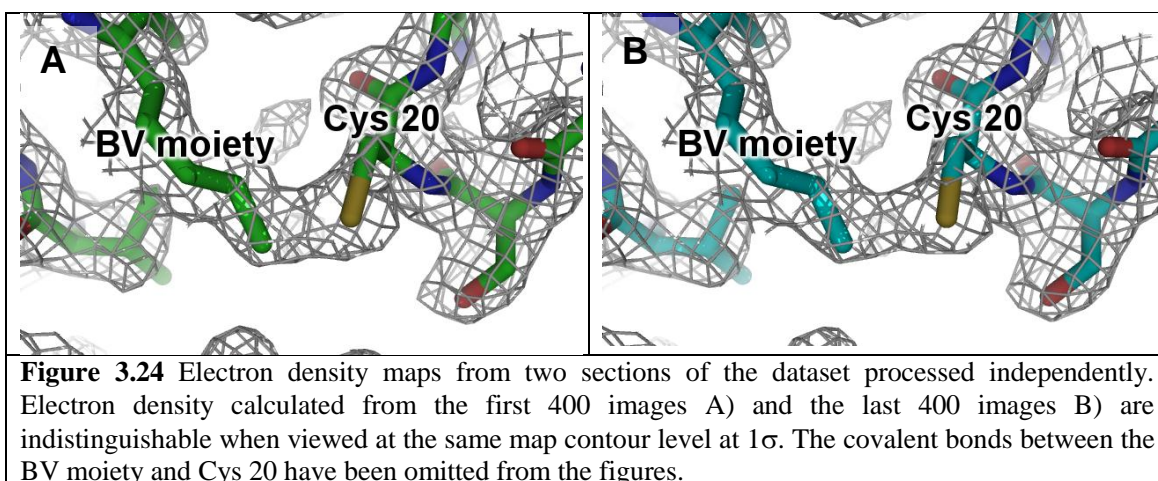 A
Cys 20
BV moiety
B
Cys 20
BV moiety
Figure 3.24 Electron density maps from two sections of the dataset processed independently.
Electron density calculated from the first 400 images A) and the last 400 images B) are
indistinguishable when viewed at the same map contour level at 1σ. The covalent bonds between the
BV moiety and Cys 20 have been omitted from the figures.